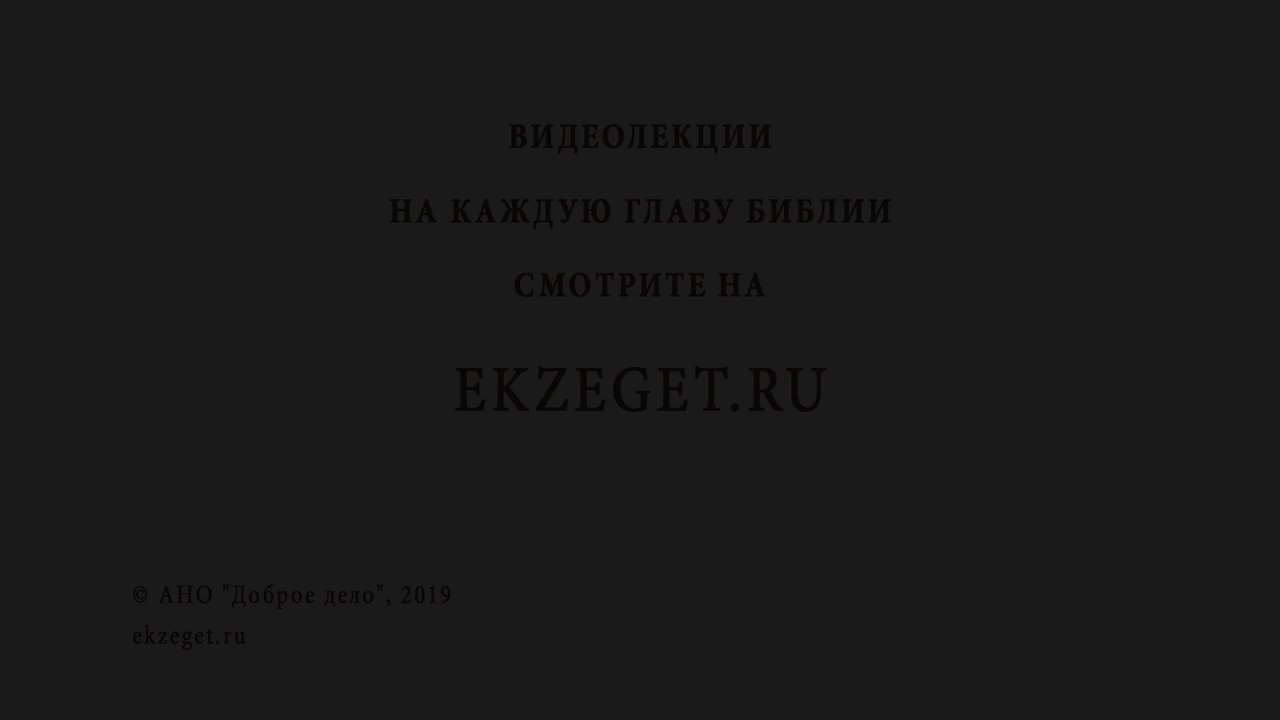 ВИДЕОЛЕКЦИИ
НА КАЖДУЮ ГЛАВУ БИБЛИИ
СМОТРИТЕ НА
EKZEGET.RU
© АНО "Доброе дело", 2019
ekzeget.ru